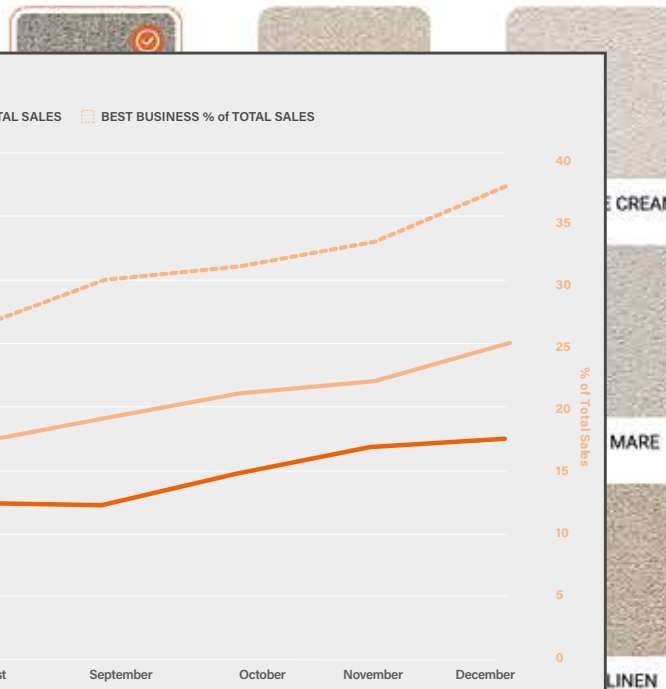 TAL SALES
BEST BUSINESS % of TOTAL SALES
40
35
30
25
20
15
10
5
0
% of Total Sales
st
September
October
November
December
E CREAM
MARE
LINEN